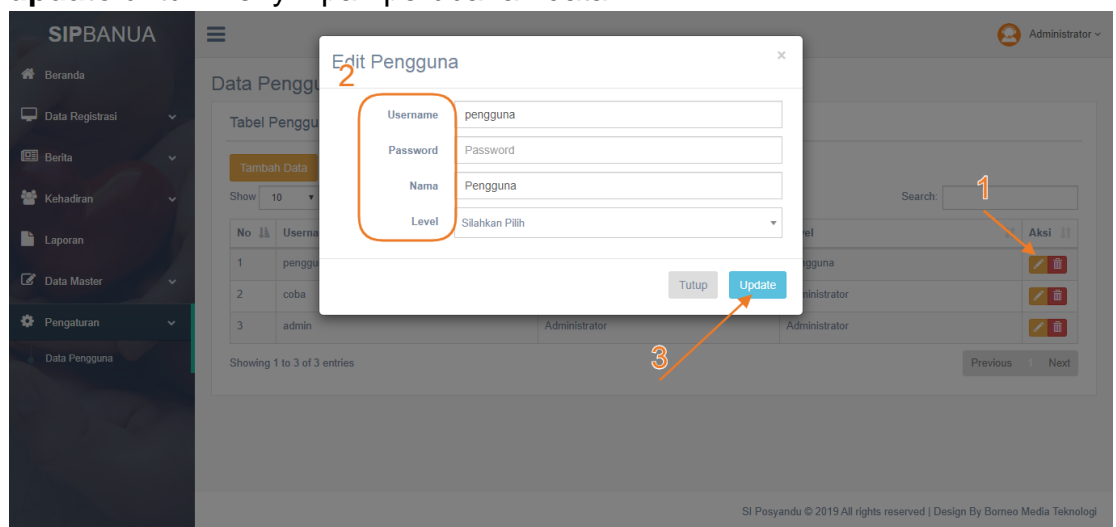 SIPBANUA
Administrator
Edit Pengguna
×
2
Beranda
Data Penggu
Data Registrasi
Tabel Penggu
Username
pengguna
Password
Password
Berita
Tambah Data
Nama
Pengguna
1
Kehadiran
Show 10
Search:
Level
Silahkan Pilih
Laporan
No
Userna
el
Aksi
1
penggu
gguna
Data Master
Tutup
Update
2
coba
ministrator
Pengaturan
3
admin
Administrator
Administrator
Data Pengguna
Showing 1 to 3 of 3 entries
3
Previous 1 Next
SI Posyandu © 2019 All rights reserved | Design By Borneo Media Teknologi